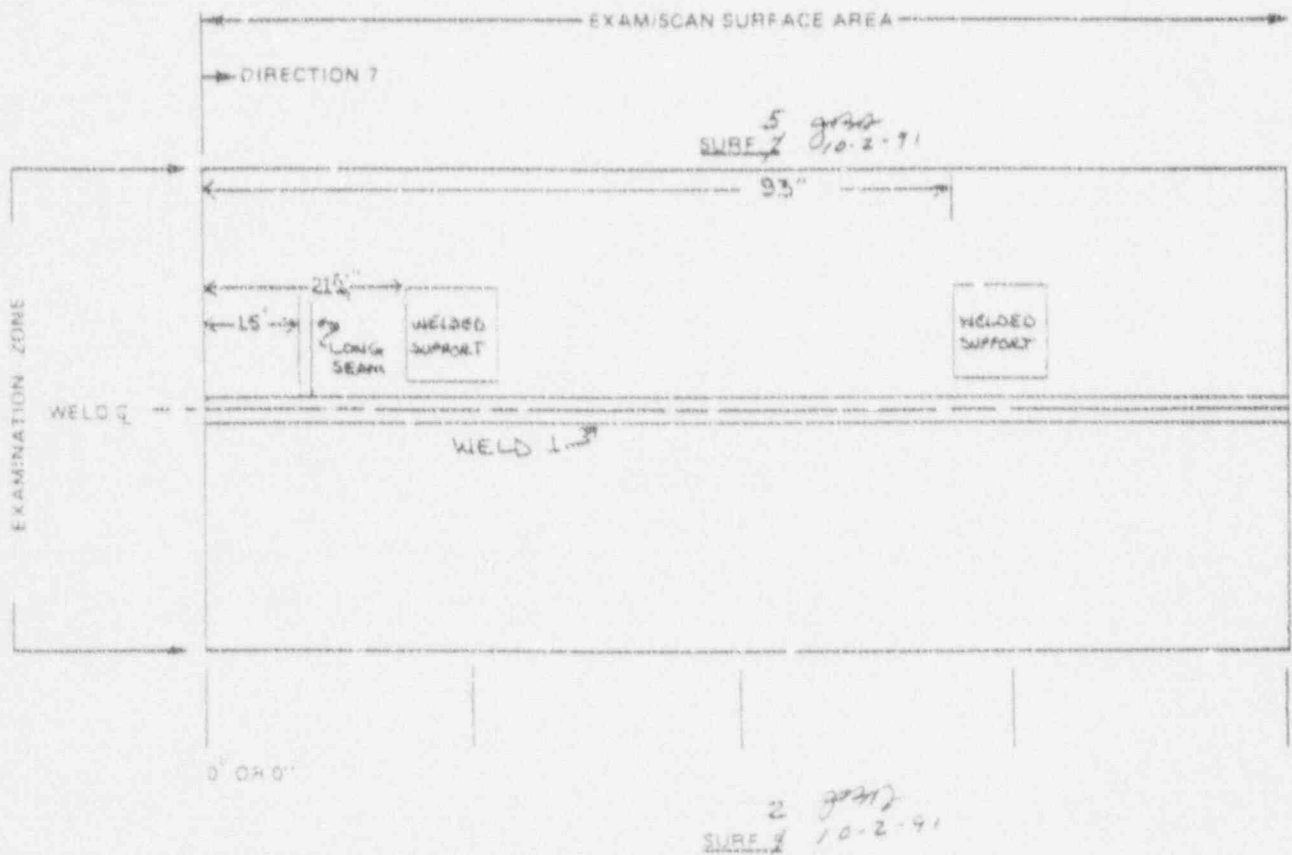 EXAM/SCAN SURFACE AREA
DIRECTION 7
5
SURF 7 10-2-91
93"
21½"
15"
LONG
SEAM
WELDED
SUPPORT
WELDED
SUPPORT
EXAMINATION ZONE
WELD ℄
WELD 1
0° OR 0"
2
SURF 10-2-91